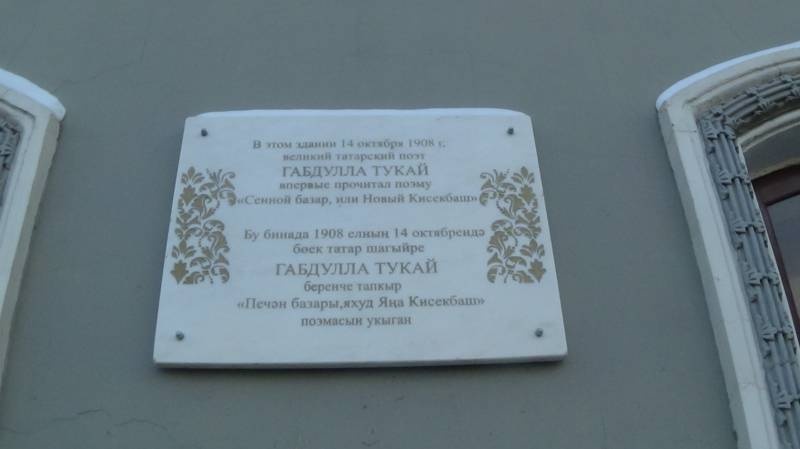 В этом здании 14 октября 1908 г.
великий татарский поэт
ГАБДУЛЛА ТУКАЙ
впервые прочитал поэму
«Сенной базар, или Новый Кисекбаш»
Бу бинада 1908 елның 14 октябрендә
бөек татар шагыйре
ГАБДУЛЛА ТУКАЙ
беренче тапкыр
«Печән базары,яхуд Яңа Кисекбаш»
поэмасын укыган